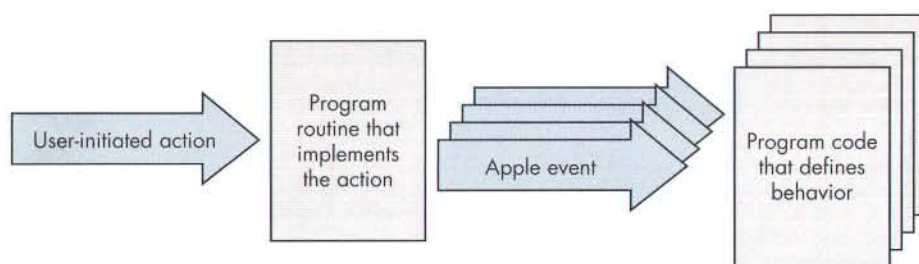 User-initiated action
Program
routine that
implements
the action
Apple event
Program code
that defines
behavior